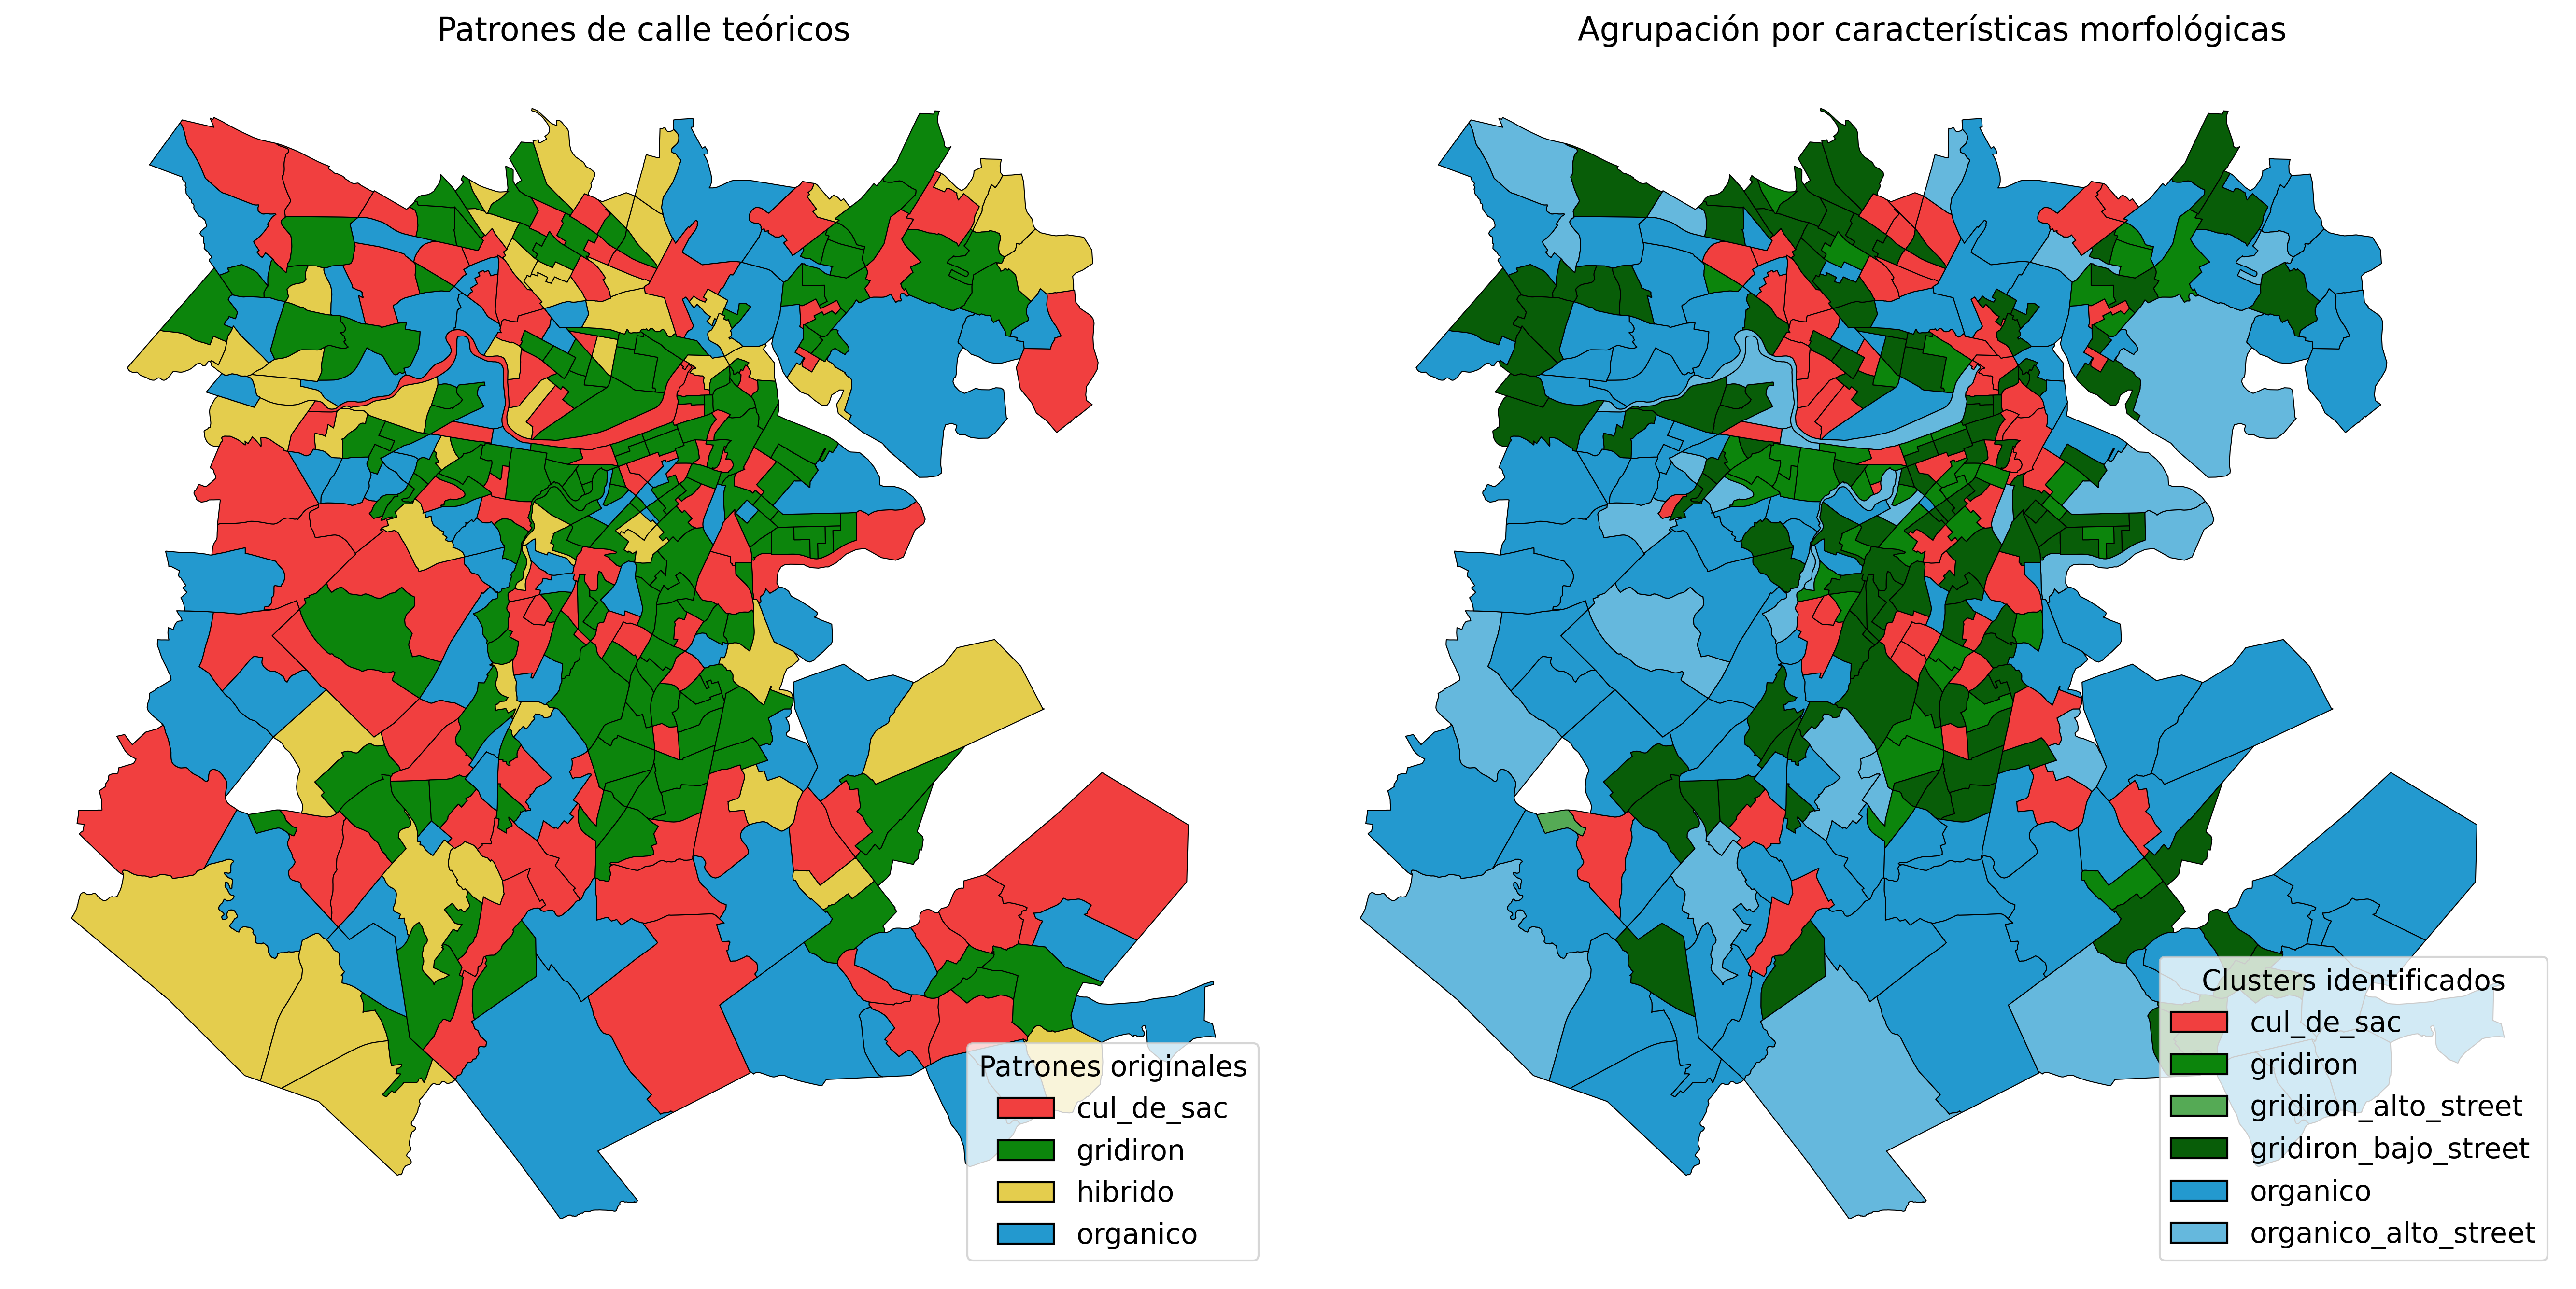 Patrones de calle teóricos
Agrupación por características morfológicas
Patrones originales
cul_de_sac
gridiron
hibrido
organico
Clusters identificados
cul_de_sac
gridiron
gridiron_alto_street
gridiron_bajo_street
organico
organico_alto_street